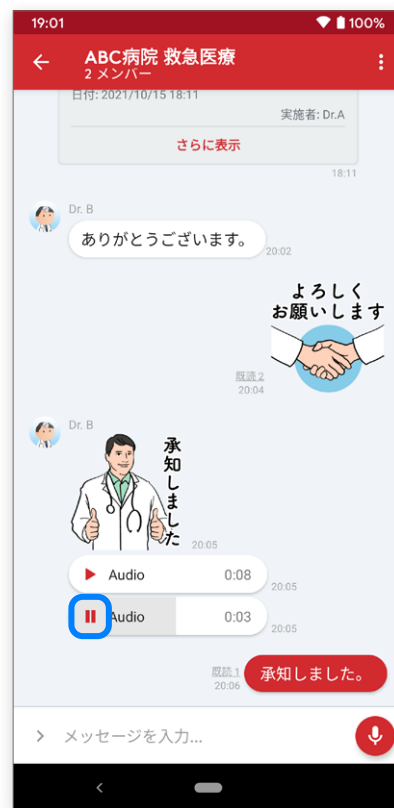 19:01
100%
ABC病院 救急医療
2 メンバー
日付: 2021/10/15 18:11
実施者: Dr.A
さらに表示
18:11
Dr. B
ありがとうございます。
20:02
よろしく
お願いします
既読 2
20:04
Dr. B
承知しました
20:05
Audio
0:08
20:05
Audio
0:03
20:05
既読 1
20:06
承知しました。
メッセージを入力...